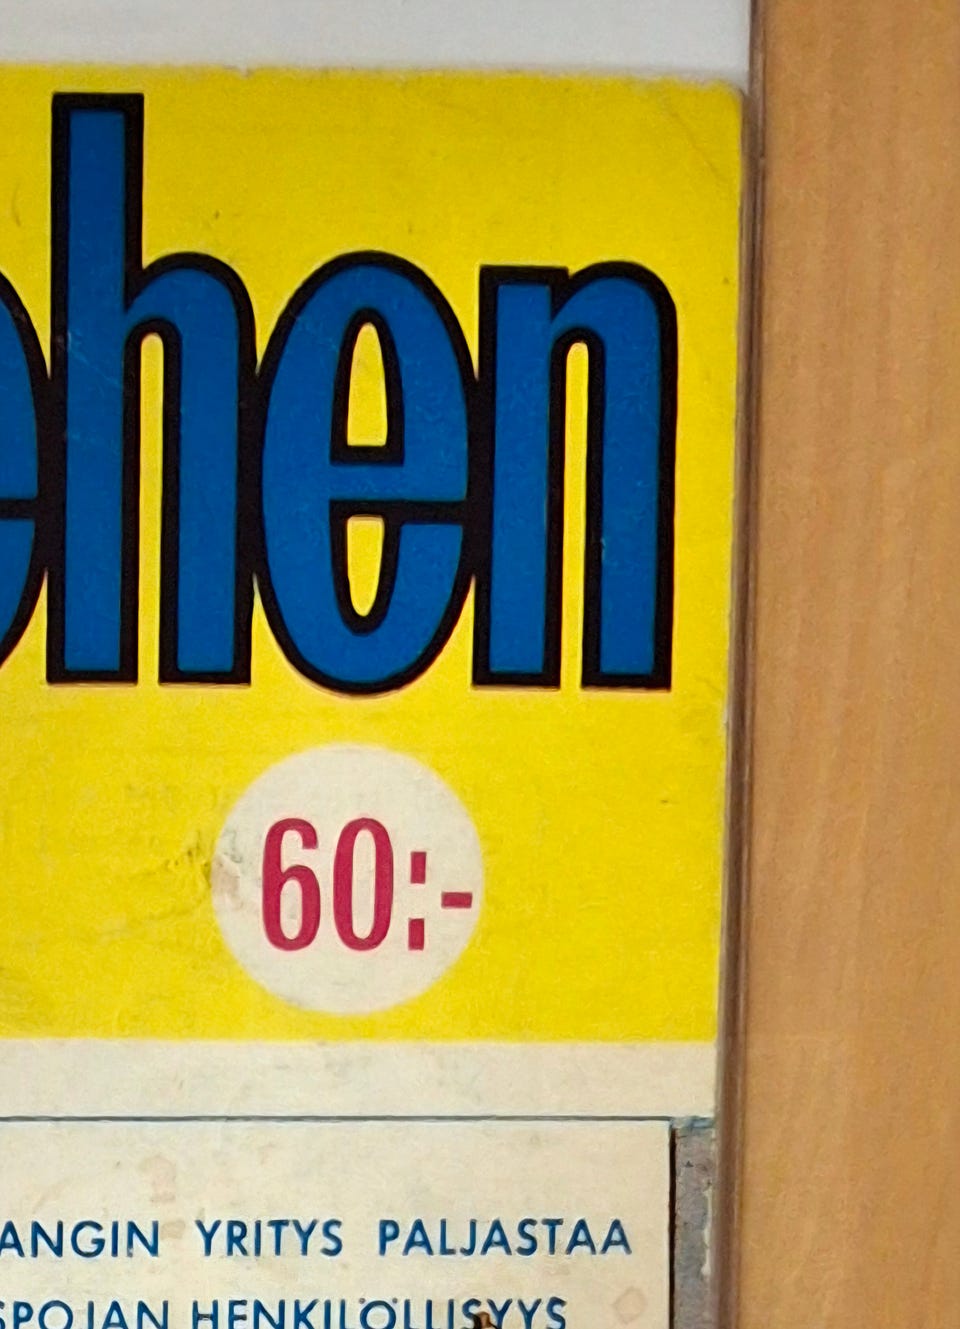 ehen
60:-
ANGIN YRITYS PALJASTAA
SPOJAN HENKILÖLLISYYS